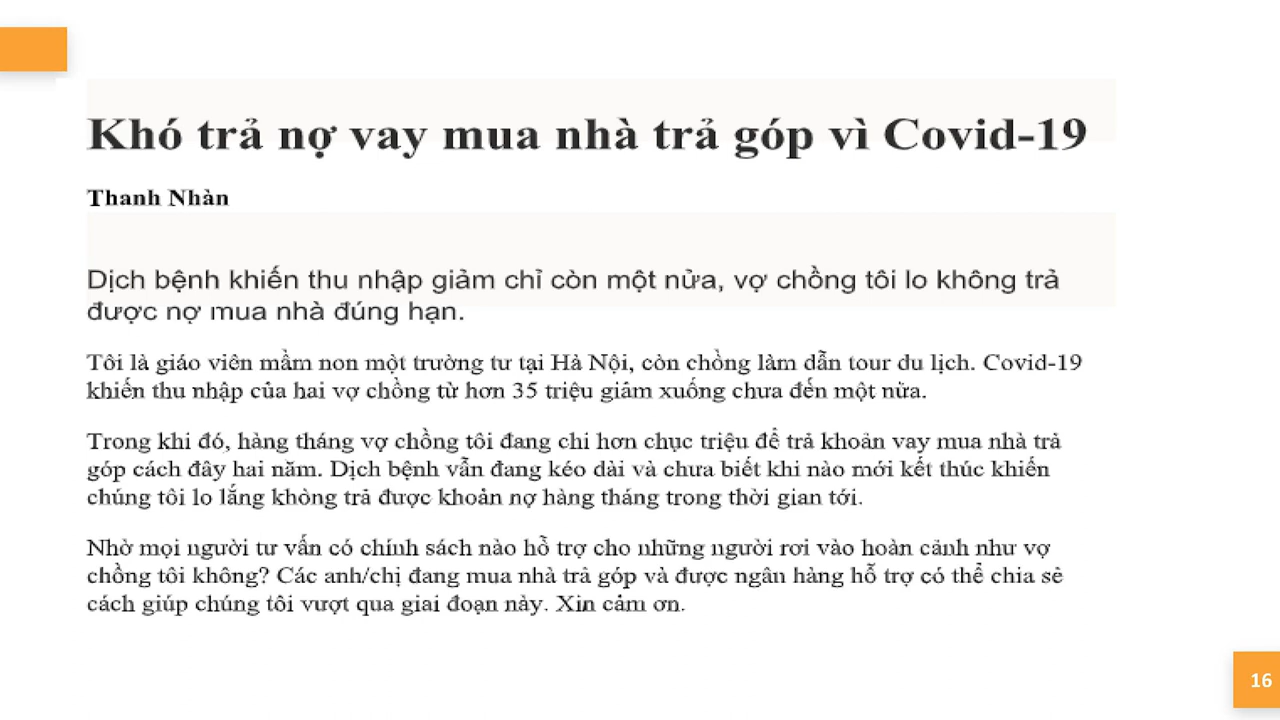 Khó trả nợ vay mua nhà trả góp vì Covid-19
Thanh Nhàn
Dịch bệnh khiến thu nhập giảm chỉ còn một nửa, vợ chồng tôi lo không trả
được nợ mua nhà đúng hạn.
Tôi là giáo viên mầm non một trường tư tại Hà Nội, còn chồng làm dẫn tour du lịch. Covid-19
khiến thu nhập của hai vợ chồng từ hơn 35 triệu giảm xuống chưa đến một nửa.
Trong khi đó, hàng tháng vợ chồng tôi đang chi hơn chục triệu để trả khoản vay mua nhà trả
góp cách đây hai năm. Dịch bệnh vẫn đang kéo dài và chưa biết khi nào mới kết thúc khiến
chúng tôi lo lắng không trả được khoản nợ hàng tháng trong thời gian tới.
Nhờ mọi người tư vấn có chính sách nào hỗ trợ cho những người rơi vào hoàn cảnh như vợ
chồng tôi không? Các anh/chị đang mua nhà trả góp và được ngân hàng hỗ trợ có thể chia sẻ
cách giúp chúng tôi vượt qua giai đoạn này. Xin cảm ơn.
16